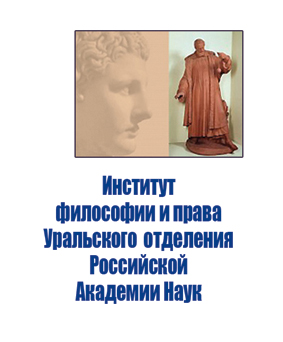 Институт
философии и права
Уральского отделения
Российской
Академии Наук